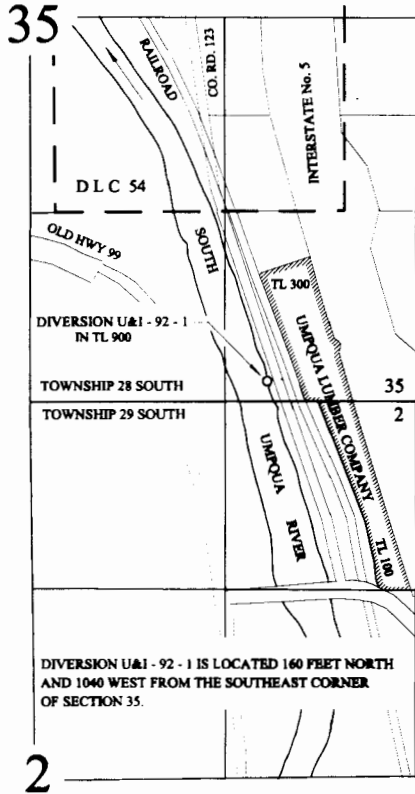 35
RAILROAD
CO. RD. 123
INTERSTATE No. 5
DLC 54
OLD HWY 99
SOUTH
TL 300
DIVERSION U&I - 92 - 1
IN TL 900
UMPQUA LUMBER COMPANY
TOWNSHIP 28 SOUTH
35
TOWNSHIP 29 SOUTH
2
UMPQUA
RIVER
TL 100
DIVERSION U&I - 92 - 1 IS LOCATED 160 FEET NORTH
AND 1040 WEST FROM THE SOUTHEAST CORNER
OF SECTION 35.
2